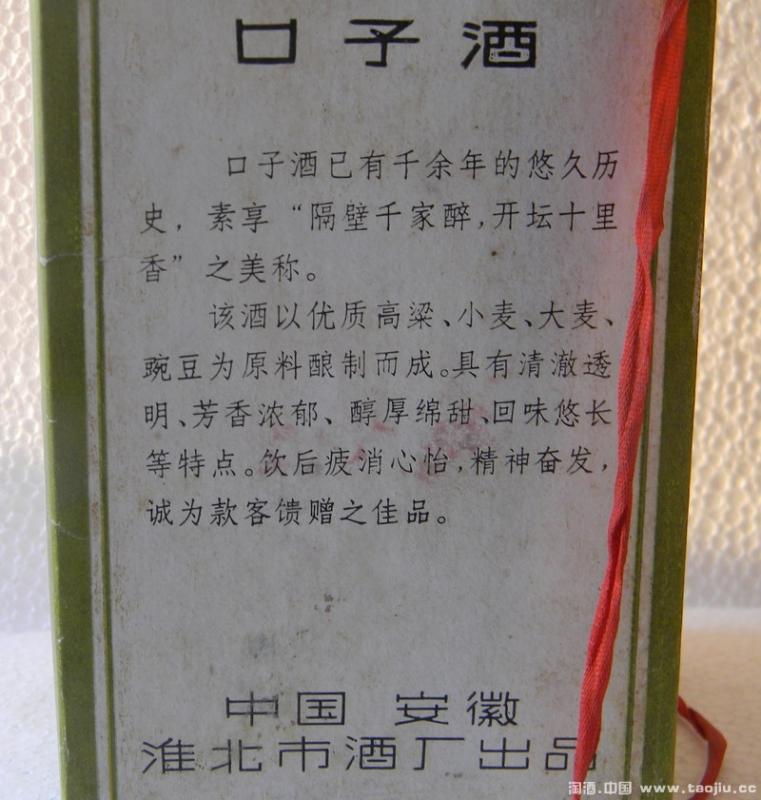 口子酒
口子酒已有千余年的悠久历
史，素享“隔壁千家醉，开坛十里
香”之美称。
该酒以优质高粱、小麦、大麦、
豌豆为原料酿制而成。具有清澈透
明、芳香浓郁、醇厚绵甜、回味悠长
等特点。饮后疲消心怡，精神奋发，
诚为款客馈赠之佳品。
中国 安徽
淮北市酒厂出品
淘酒.中国 www.taojiu.cc